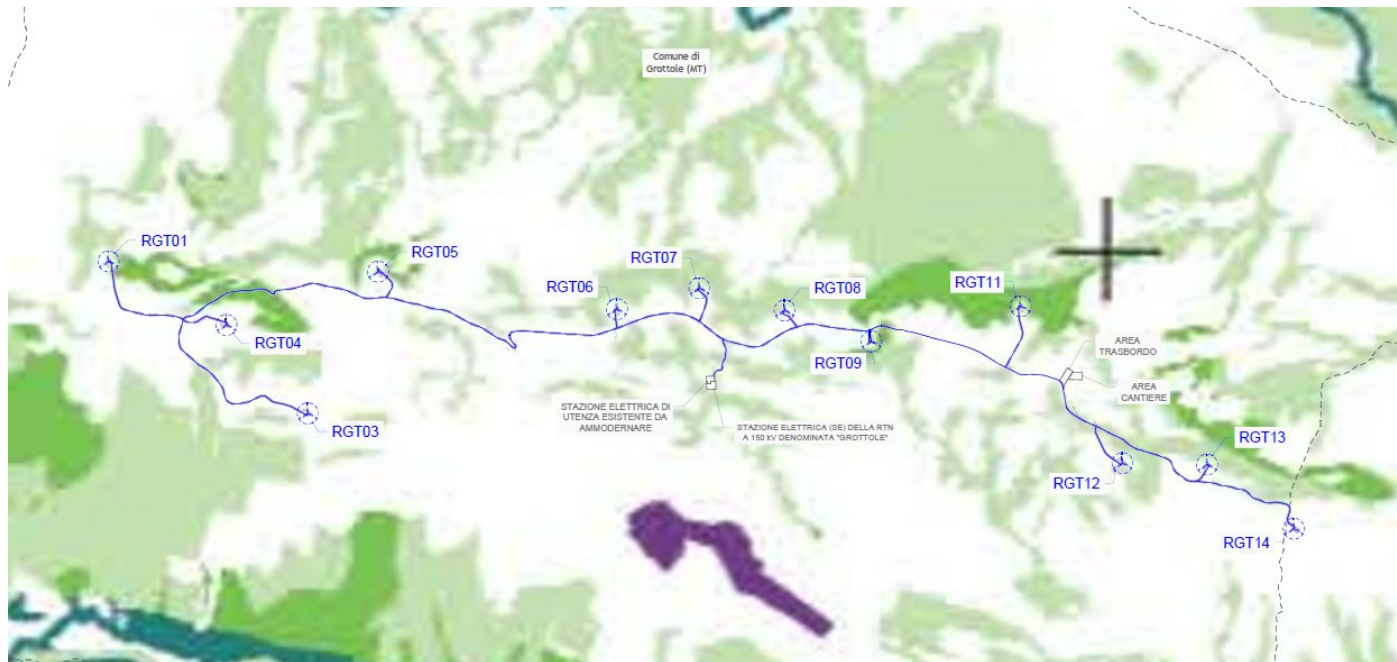 Comune di
Grottole (MT)
RGT01
RGT05
RGT07
RGT06
RGT08
RGT11
RGT04
RGT09
AREA
TRASBORDO
AREA
CANTIERE
RGT03
STAZIONE ELETTRICA DI
UTENZA ESISTENTE DA
AMMODERNARE
STAZIONE ELETTRICA (SE) DELLA RTN
A 150 kV DENOMINATA "GROTTOLE"
RGT13
RGT12
RGT14